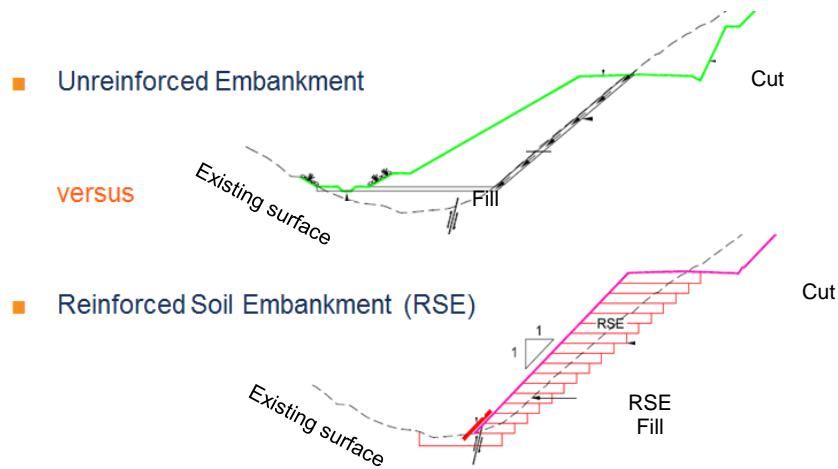 Unreinforced Embankment
Cut
Existing surface
Fill
versus
Reinforced Soil Embankment (RSE)
Cut
RSE
1
1
Existing surface
RSE
Fill